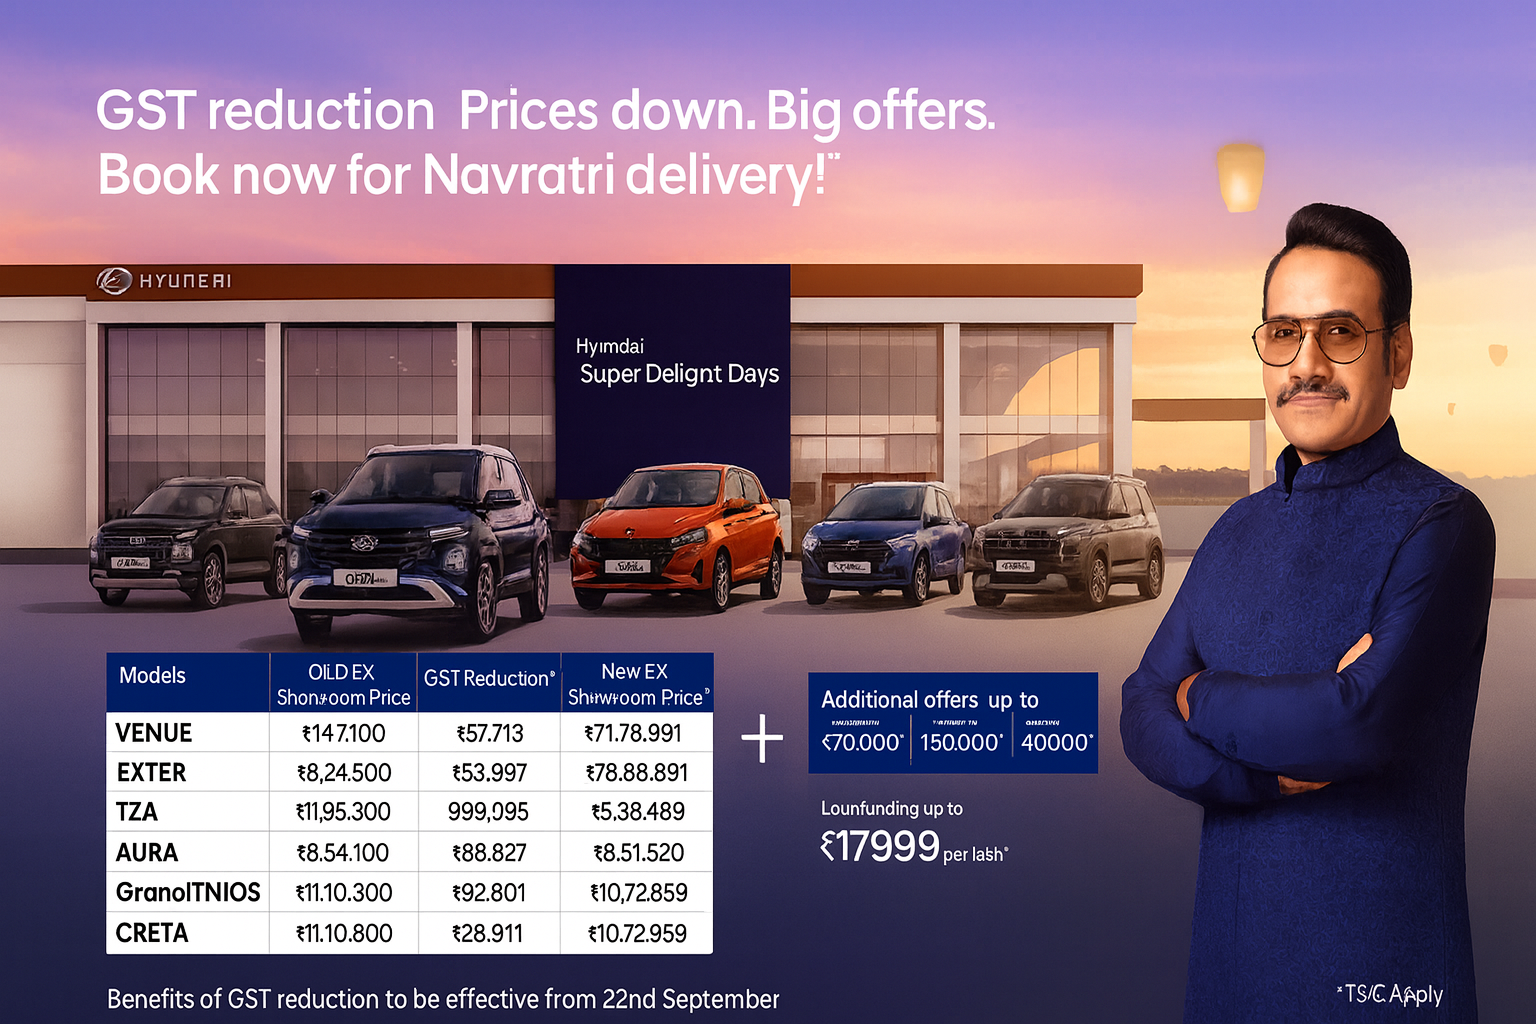 GST reduction Prices down. Big offers.
Book now for Navratri delivery!¨
HYUNERI
Hyımdai
Super Delignt Days
Models
OILD EX
Shonroom Price
GST Reduction*
New EX
Showroom Price*
VENUE ₹147.100 ₹57.713 ₹71.78.991
EXTER ₹8,24.500 ₹53.997 ₹78.88.891
TZA ₹11,95.300 999,095 ₹5.38.489
AURA ₹8.54.100 ₹88.827 ₹8.51.520
GranolTNIOS ₹11.10.300 ₹92.801 ₹10,72.859
CRETA ₹11.10.800 ₹28.911 ₹10.72.959
+
Additional offers up to
₹70.000* 150.000* 40000*
Lounfunding up to
₹17999 per lash*
Benefits of GST reduction to be effective from 22nd September
*TS/C Apply